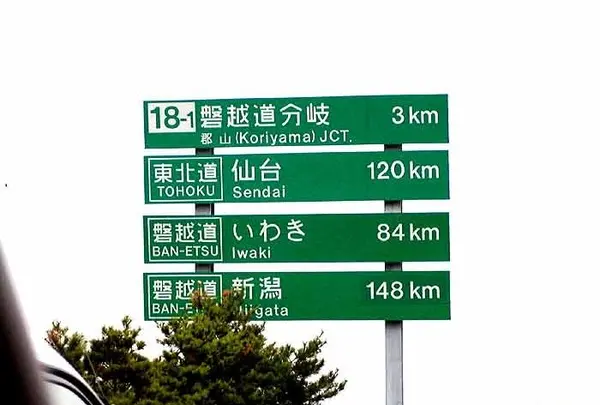 18-1 磐越道分岐 3 km
郡 山 (Koriyama) JCT.
東北道 仙台 120 km
TOHOKU Sendai
磐越道 いわき 84 km
BAN-ETSU Iwaki
磐越道 新潟 148 km